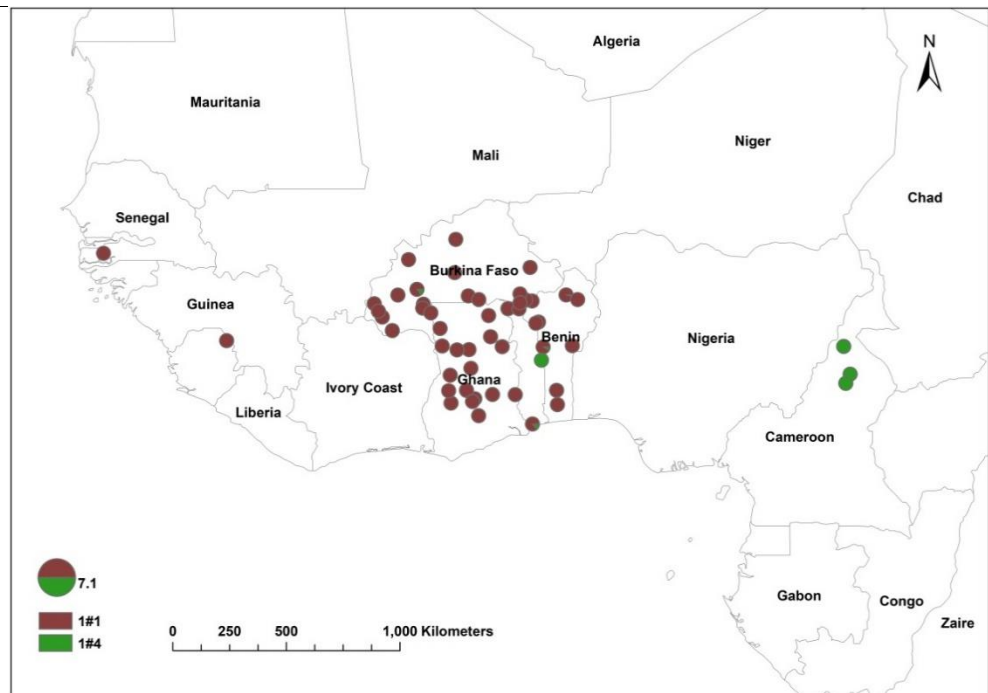 Algeria
N
Mauritania
Niger
Mali
Chad
Senegal
Burkina Faso
Guinea
Benin
Nigeria
Ivory Coast
Ghana
Liberia
Cameroon
7.1
Gabon
Congo
1#1
Zaire
1#4
0 250 500 1,000 Kilometers